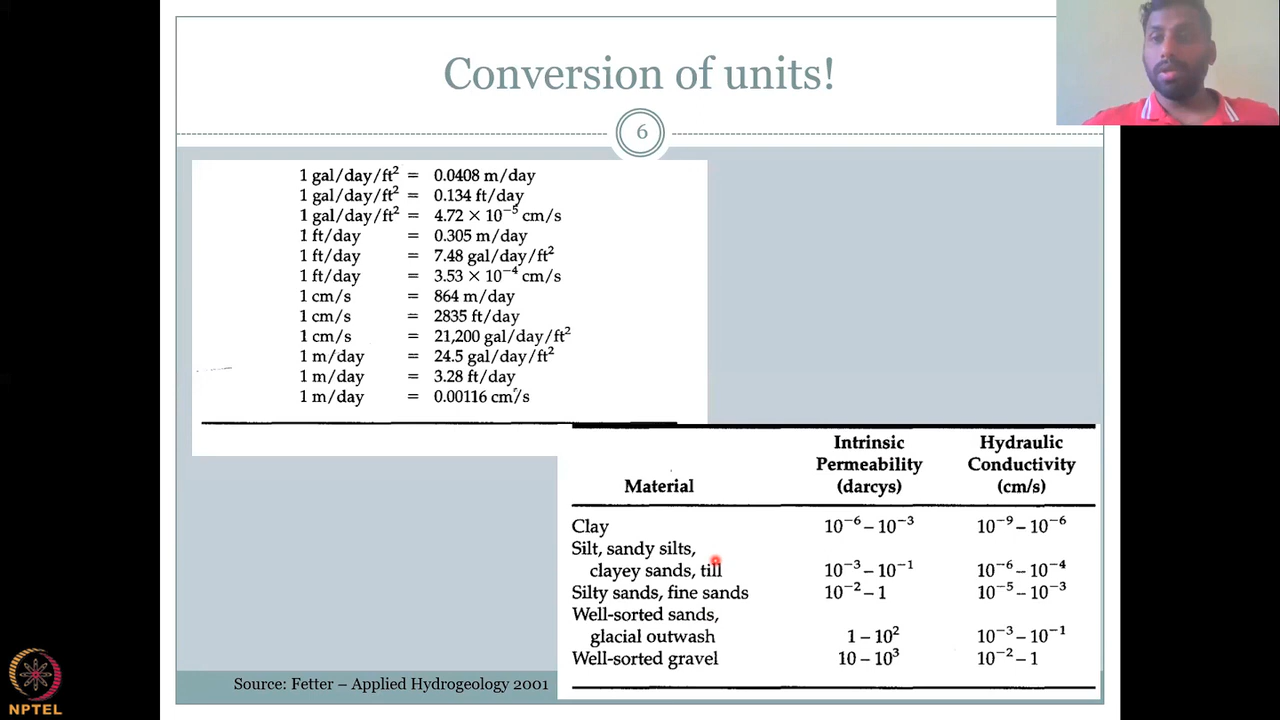 Conversion of units!
6
1 gal/day/ft² = 0.0408 m/day
1 gal/day/ft² = 0.134 ft/day
1 gal/day/ft² = 4.72 × 10⁻⁵ cm/s
1 ft/day = 0.305 m/day
1 ft/day = 7.48 gal/day/ft²
1 ft/day = 3.53 × 10⁻⁴ cm/s
1 cm/s = 864 m/day
1 cm/s = 2835 ft/day
1 cm/s = 21,200 gal/day/ft²
1 m/day = 24.5 gal/day/ft²
1 m/day = 3.28 ft/day
1 m/day = 0.00116 cm/s
Intrinsic Hydraulic
Permeability Conductivity
Material (darcys) (cm/s)
Clay 10⁻⁶ – 10⁻³ 10⁻⁹ – 10⁻⁶
Silt, sandy silts,
clayey sands, till 10⁻³ – 10⁻¹ 10⁻⁶ – 10⁻⁴
Silty sands, fine sands 10⁻² – 1 10⁻⁵ – 10⁻³
Well-sorted sands,
glacial outwash 1 – 10² 10⁻³ – 10⁻¹
Well-sorted gravel 10 – 10³ 10⁻² – 1
Source: Fetter – Applied Hydrogeology 2001
NPTEL